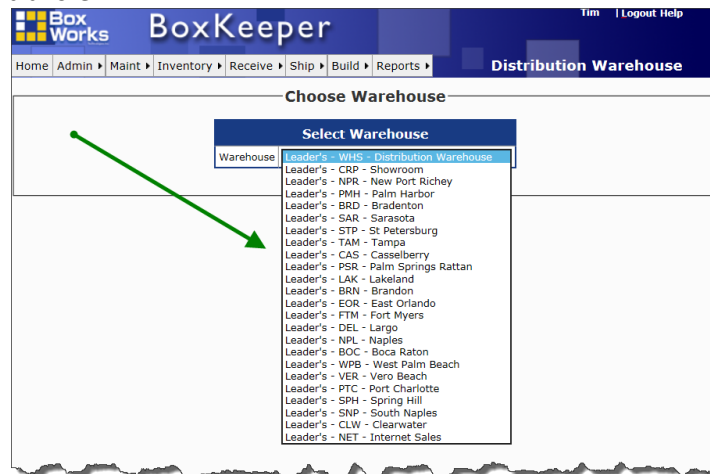 Box Works BoxKeeper Tim | Logout Help
Home Admin Maint Inventory Receive Ship Build Reports Distribution Warehouse
Choose Warehouse
Select Warehouse
Warehouse Leader's - WHS - Distribution Warehouse
Leader's - CRP - Showroom
Leader's - NPR - New Port Richey
Leader's - PMH - Palm Harbor
Leader's - BRD - Bradenton
Leader's - SAR - Sarasota
Leader's - STP - St Petersburg
Leader's - TAM - Tampa
Leader's - CAS - Casselberry
Leader's - PSR - Palm Springs Rattan
Leader's - LAK - Lakeland
Leader's - BRN - Brandon
Leader's - EOR - East Orlando
Leader's - FTM - Fort Myers
Leader's - DEL - Largo
Leader's - NPL - Naples
Leader's - BOC - Boca Raton
Leader's - WPB - West Palm Beach
Leader's - VER - Vero Beach
Leader's - PTC - Port Charlotte
Leader's - SPH - Spring Hill
Leader's - SNP - South Naples
Leader's - CLW - Clearwater
Leader's - NET - Internet Sales